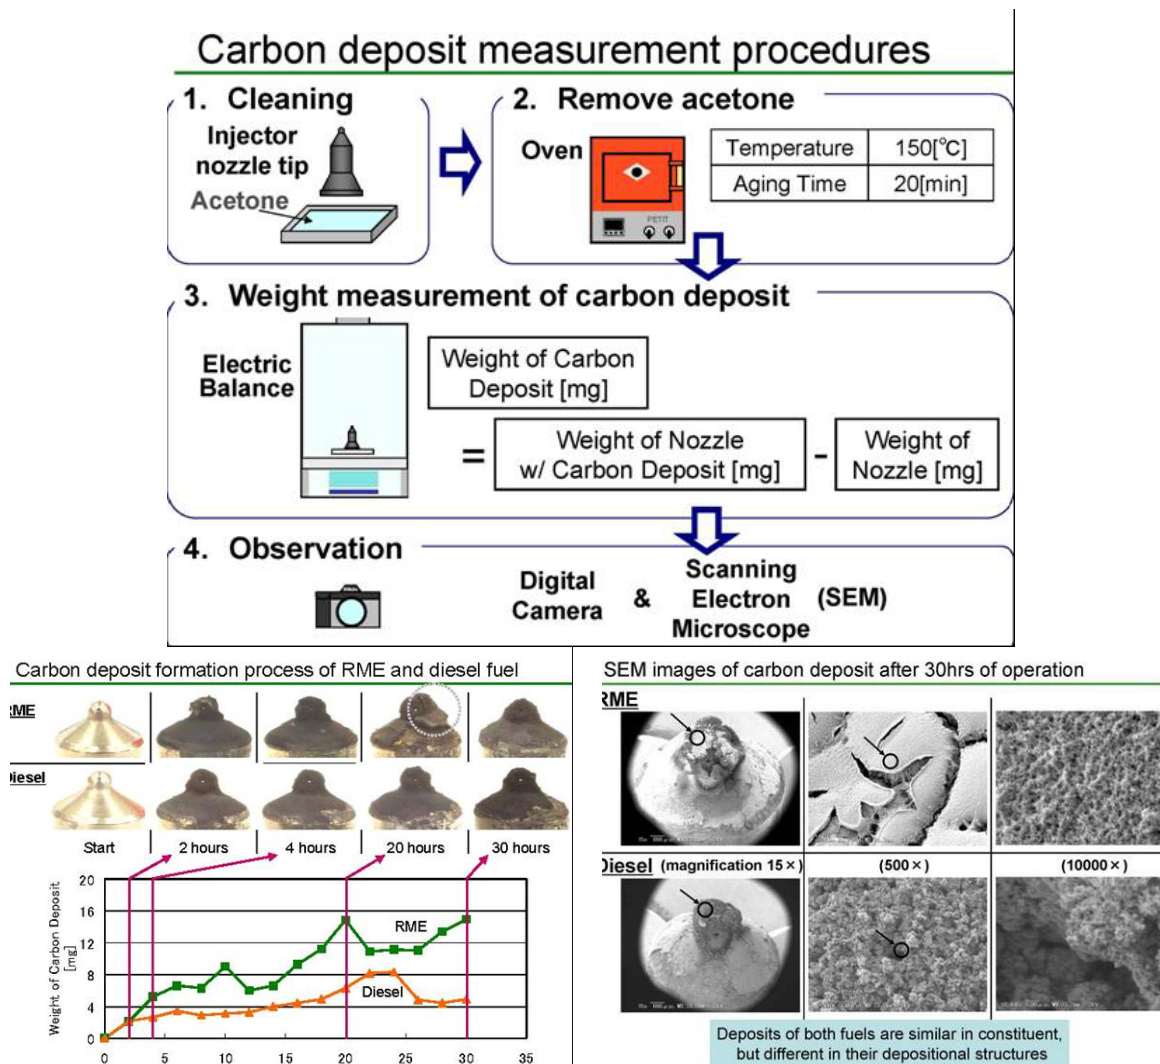 Carbon deposit measurement procedures
1. Cleaning
Injector
nozzle tip
Acetone
2. Remove acetone
Oven
PETIT
Temperature 150[℃]
Aging Time 20[min]
3. Weight measurement of carbon deposit
Electric
Balance
Weight of Carbon
Deposit [mg]
=
Weight of Nozzle
w/ Carbon Deposit [mg]
-
Weight of
Nozzle [mg]
4. Observation
Digital
Camera
&
Scanning
Electron
Microscope
(SEM)
Carbon deposit formation process of RME and diesel fuel
RME
Diesel
Start 2 hours 4 hours 20 hours 30 hours
Weight of Carbon Deposit
[mg]
20
16
12
8
4
0
RME
Diesel
0 5 10 15 20 25 30 35
SEM images of carbon deposit after 30hrs of operation
RME
Diesel (magnification 15×) (500×) (10000×)
Deposits of both fuels are similar in constituent,
but different in their depositional structures